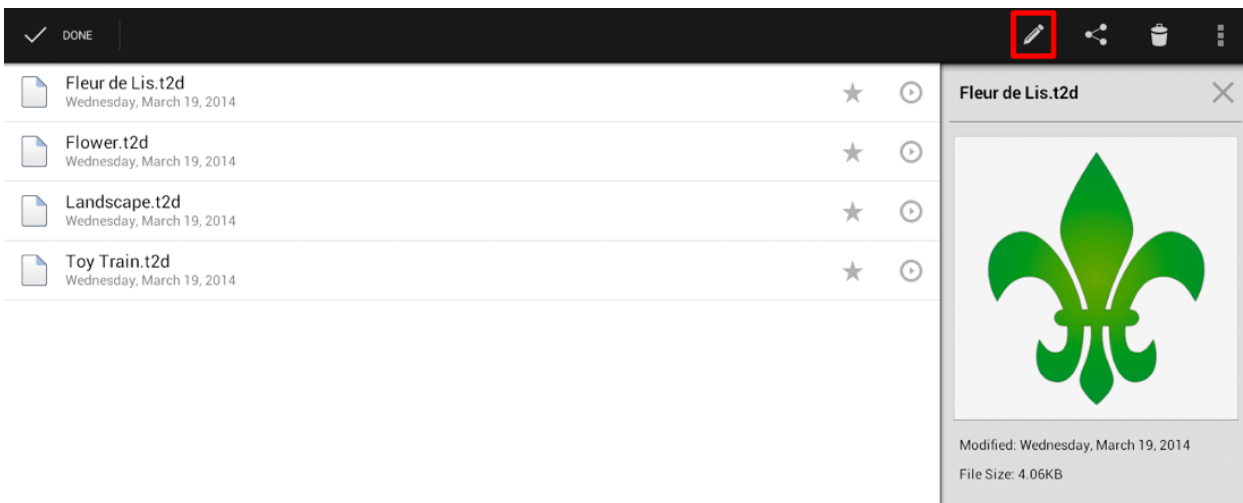 DONE
Fleur de Lis.t2d
Wednesday, March 19, 2014
Flower.t2d
Wednesday, March 19, 2014
Landscape.t2d
Wednesday, March 19, 2014
Toy Train.t2d
Wednesday, March 19, 2014
Fleur de Lis.t2d
Modified: Wednesday, March 19, 2014
File Size: 4.06KB